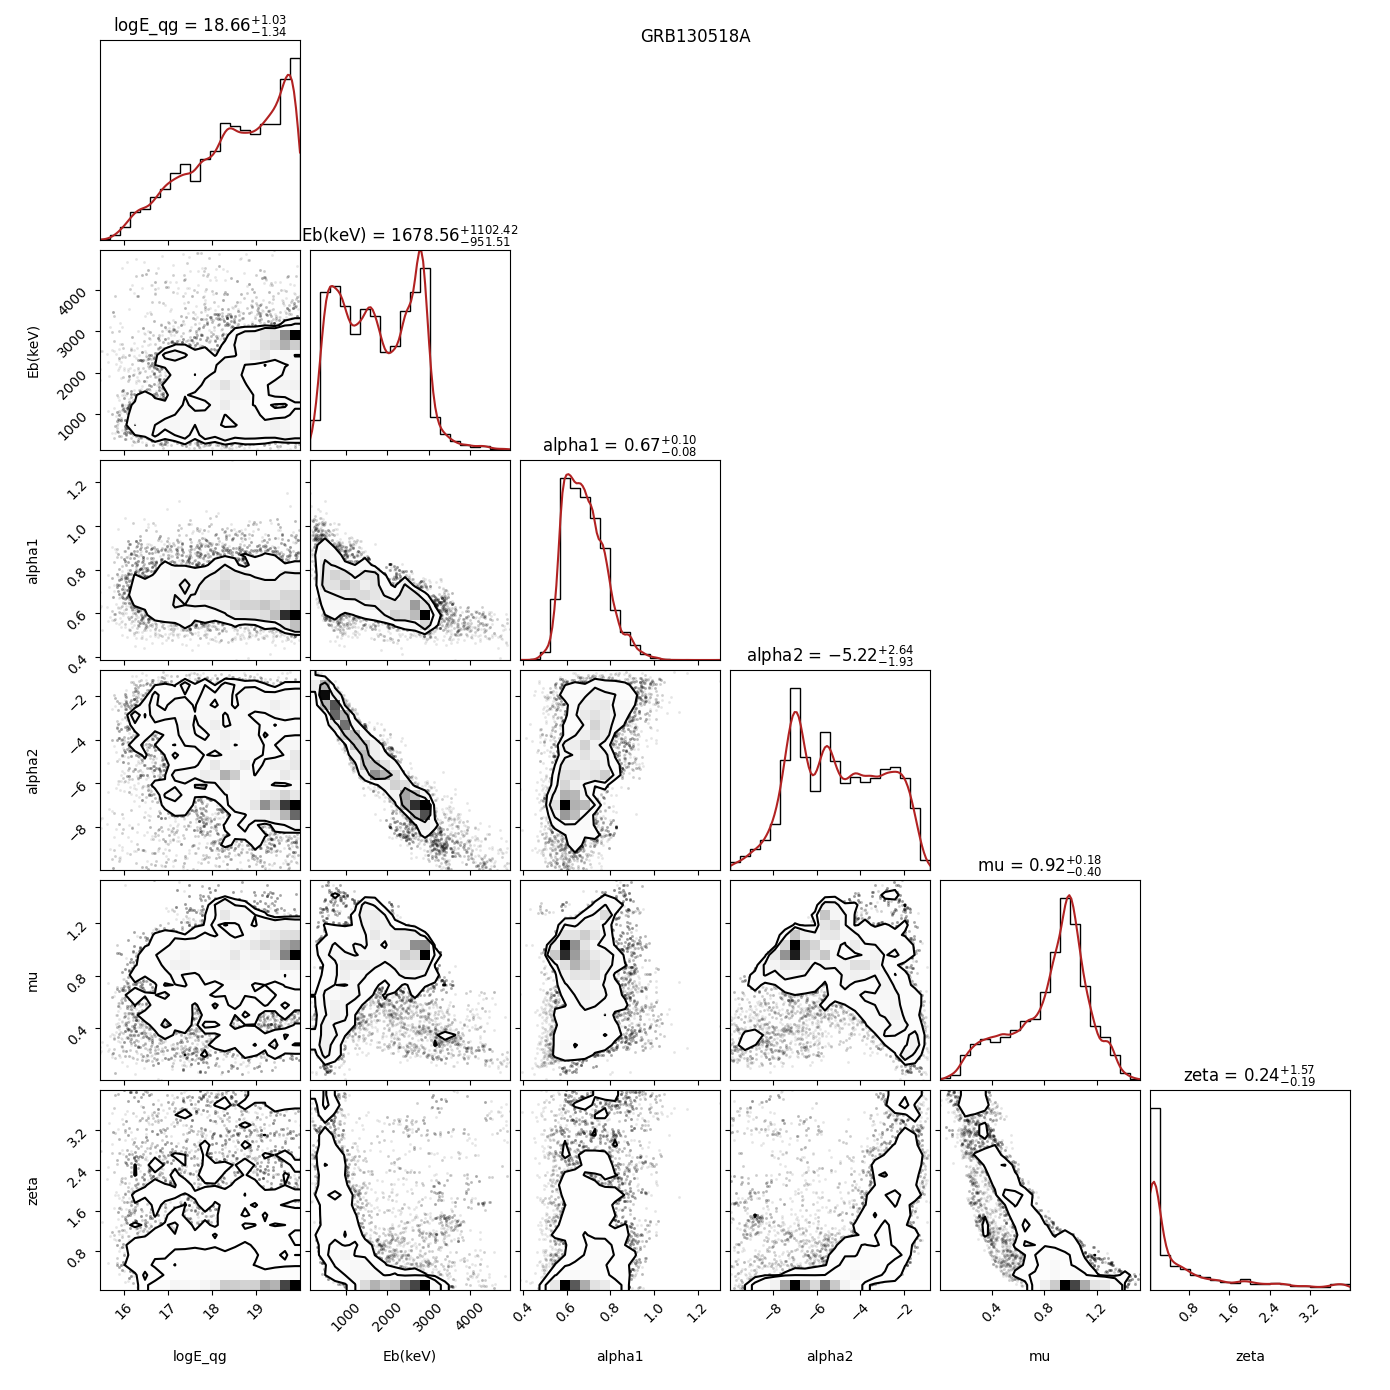 GRB130518A
logE_qg = 18.66+1.03 −1.34
Eb(keV) = 1678.56+1102.42 −951.51
4000
3000
2000
1000
Eb(keV)
alpha1 = 0.67+0.10 −0.08
1.2
1.0
0.8
0.6
0.4
alpha1
alpha2 = −5.22+2.64 −1.93
−2
−4
−6
−8
alpha2
mu = 0.92+0.18 −0.40
1.2
0.8
0.4
mu
zeta = 0.24+1.57 −0.19
3.2
2.4
1.6
0.8
zeta
16 17 18 19
1000 2000 3000 4000
0.4 0.6 0.8 1.0 1.2
−8 −6 −4 −2
0.4 0.8 1.2
0.8 1.6 2.4 3.2
logE_qg Eb(keV) alpha1 alpha2 mu zeta